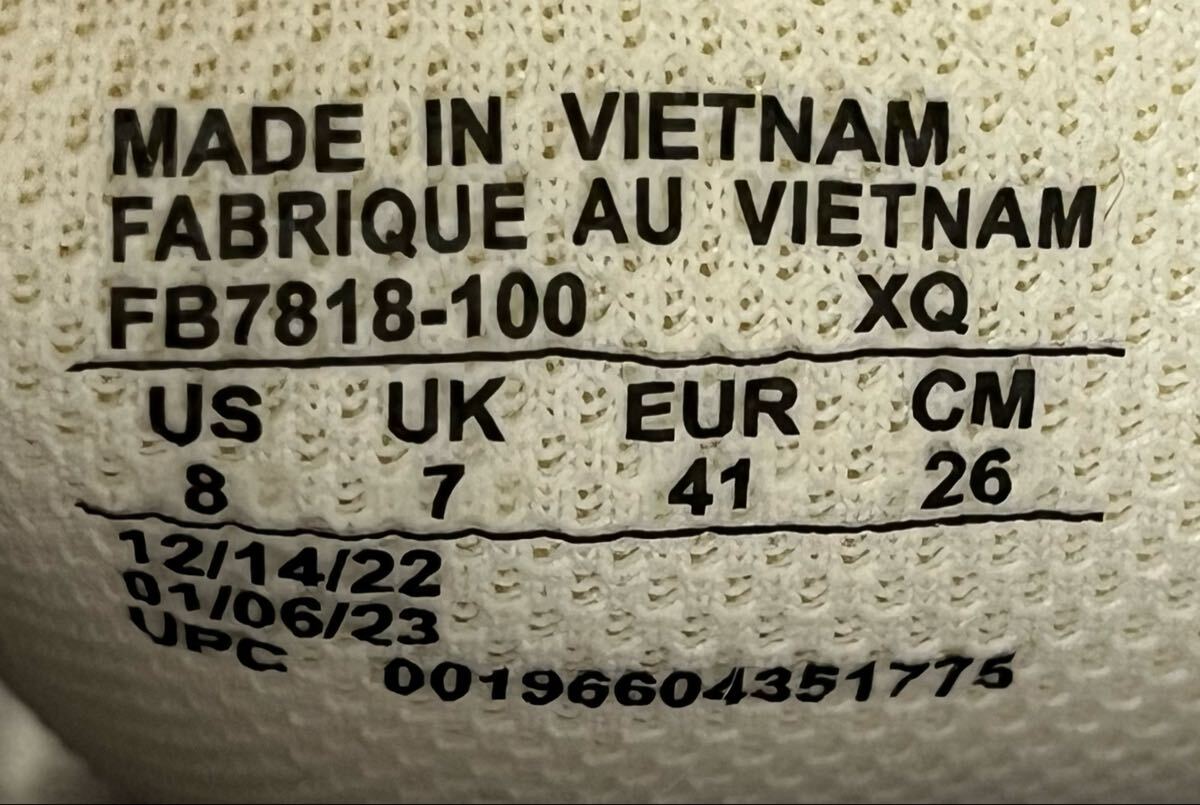 MADE IN VIETNAM
FABRIQUE AU VIETNAM
FB7818-100 XQ
US UK EUR CM
8 7 41 26
12/14/22
01/06/23
UPC 00196604351775